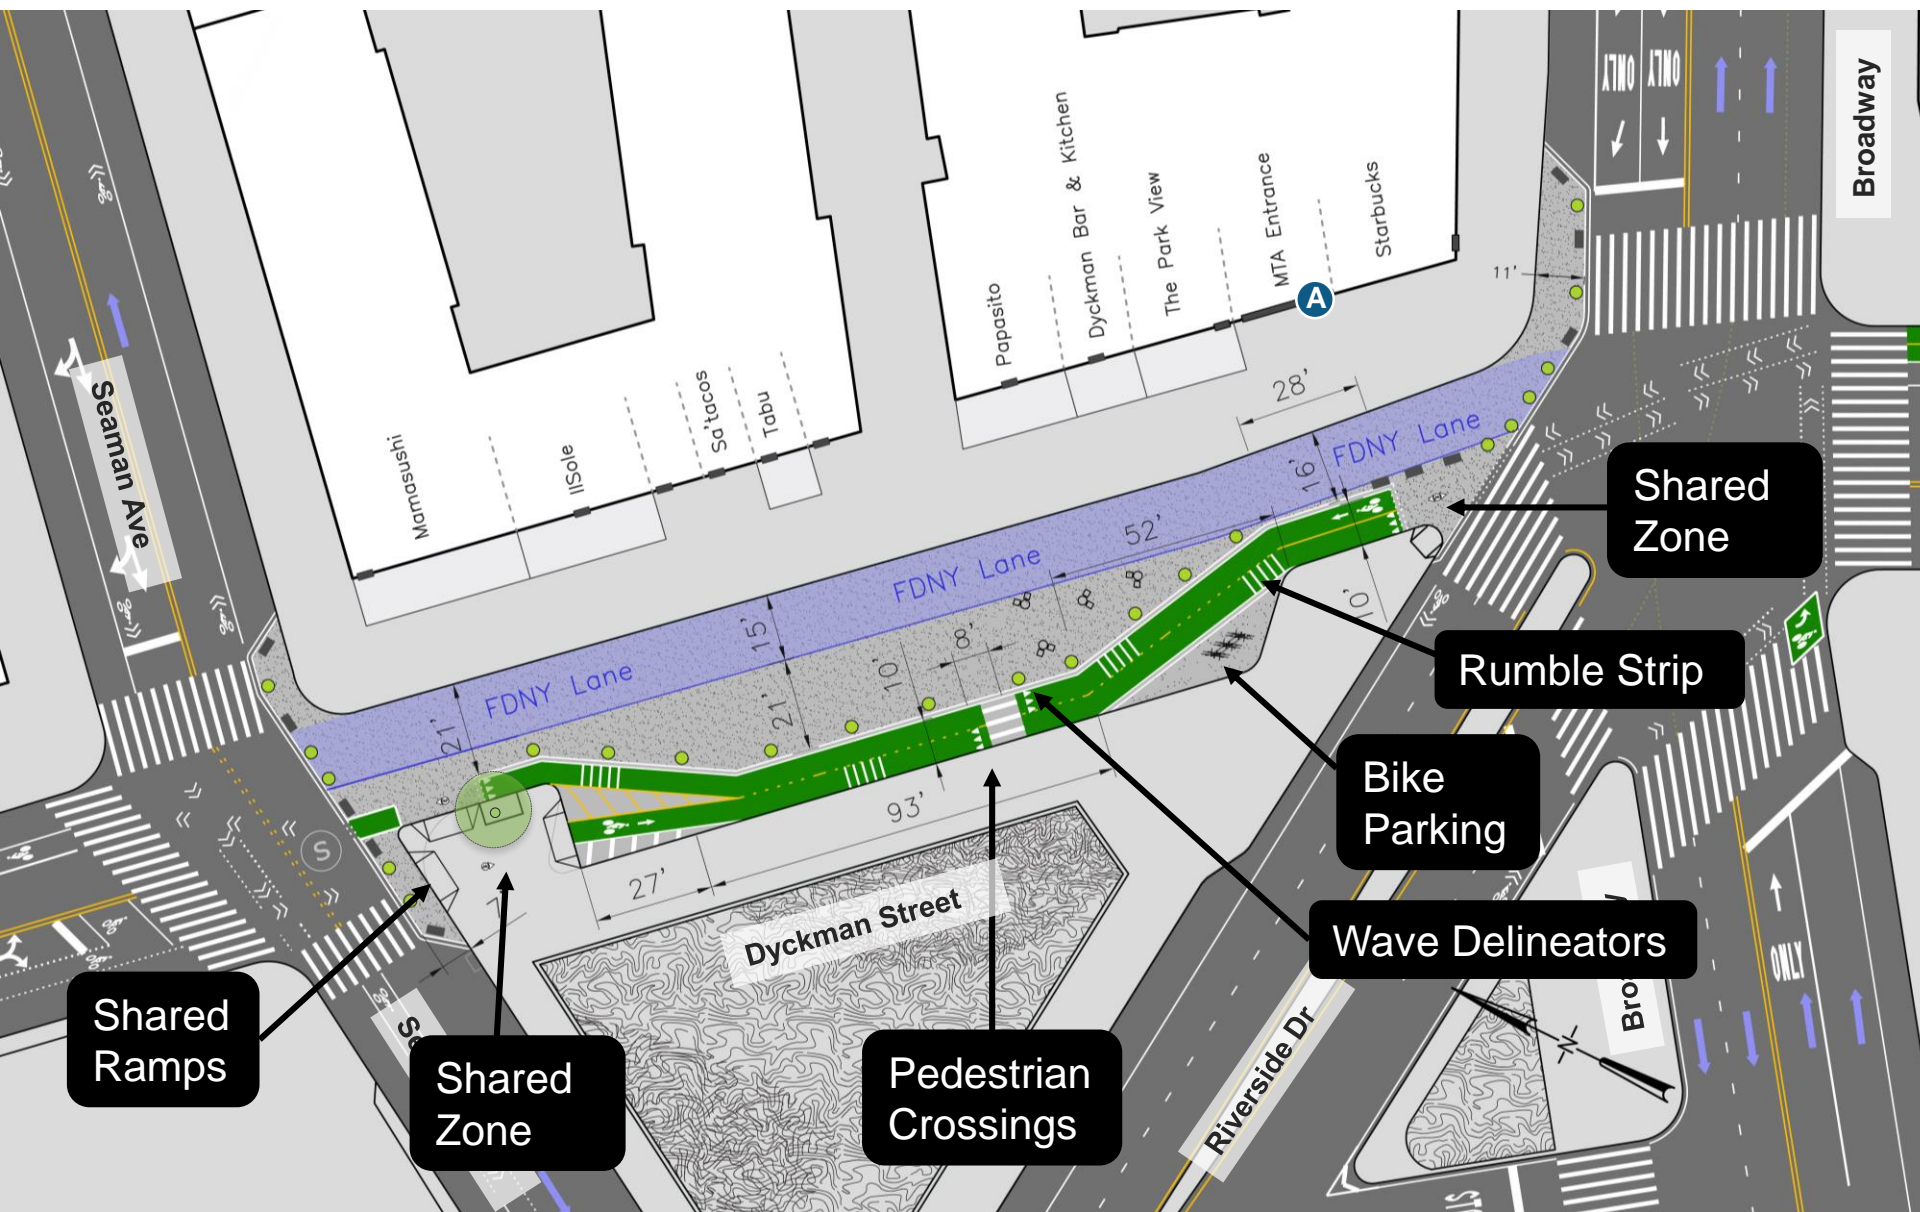 ONLY
ONLY
Broadway
Papasito
Dyckman Bar & Kitchen
The Park View
MTA Entrance
Starbucks
A
11'
28'
Seaman Ave
Mamasushi
IlSole
Sa'tacos
Tabu
FDNY Lane
16'
Shared
Zone
52'
FDNY Lane
15'
8'
10'
10'
Rumble Strip
FDNY Lane
21'
21'
Bike
Parking
93'
S
27'
7'
Dyckman Street
Wave Delineators
ONLY
Shared
Ramps
Se
Shared
Zone
Pedestrian
Crossings
Riverside Dr
Bro
w
-N-